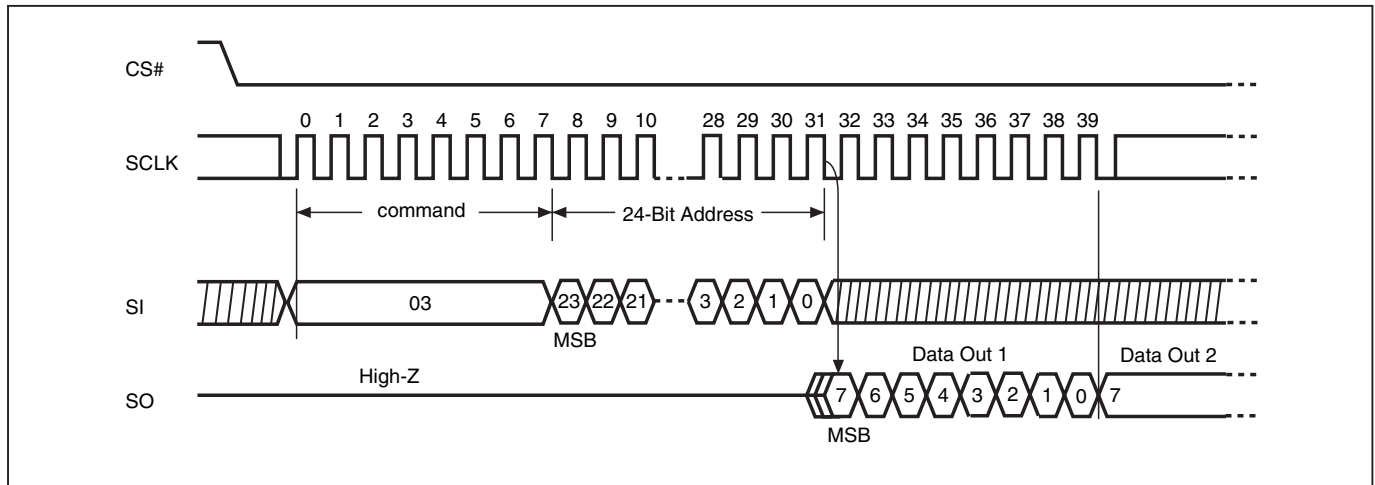 CS#
0 1 2 3 4 5 6 7 8 9 10 28 29 30 31 32 33 34 35 36 37 38 39
SCLK
command 24-Bit Address
SI 03 23 22 21 3 2 1 0
MSB
Data Out 1 Data Out 2
High-Z
SO 7 6 5 4 3 2 1 0 7
MSB